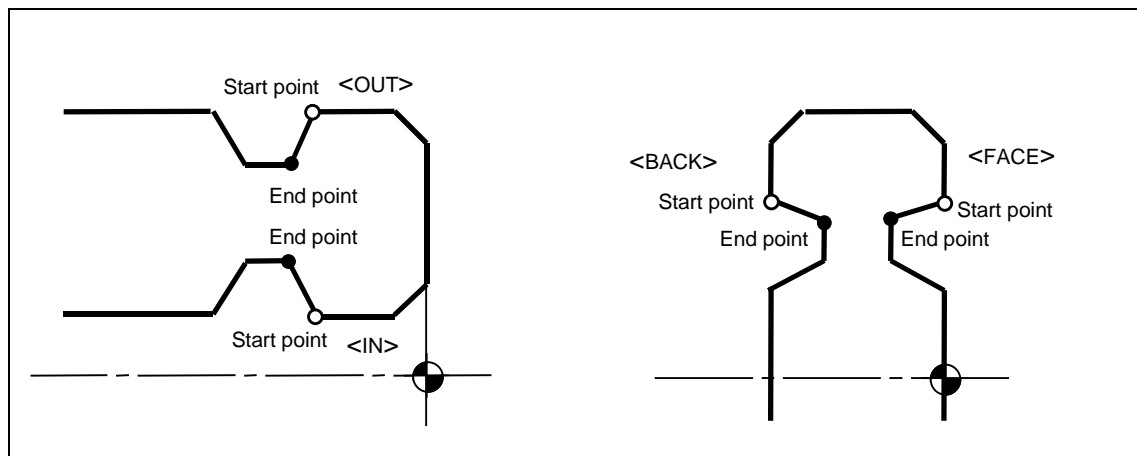 Start point
<OUT>
End point
End point
Start point
<IN>
<BACK>
<FACE>
Start point
Start point
End point
End point